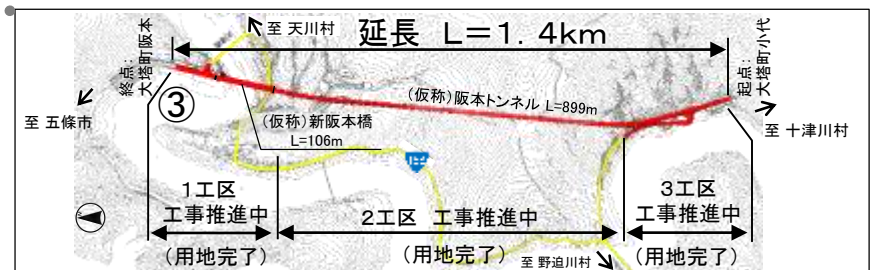 至 天川村
延長 L=1.4km
終点:
大塔町阪本
起点:
大塔町小代
③
至 五條市
(仮称)阪本トンネル L=899m
(仮称)新阪本橋
L=106m
至 十津川村
168
1工区
工事推進中
(用地完了)
2工区 工事推進中
(用地完了)
3工区
工事推進中
(用地完了)
至 野迫川村